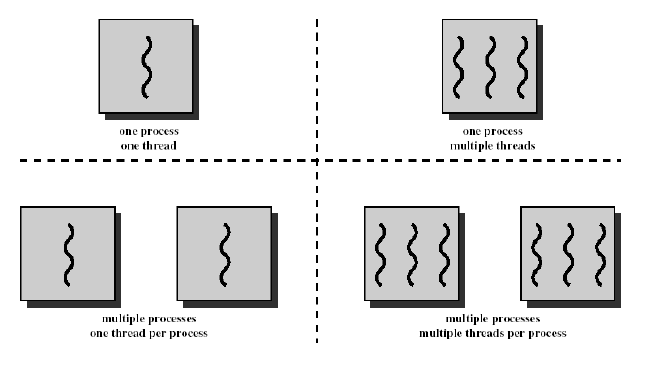 one process
one thread
one process
multiple threads
multiple processes
one thread per process
multiple processes
multiple threads per process